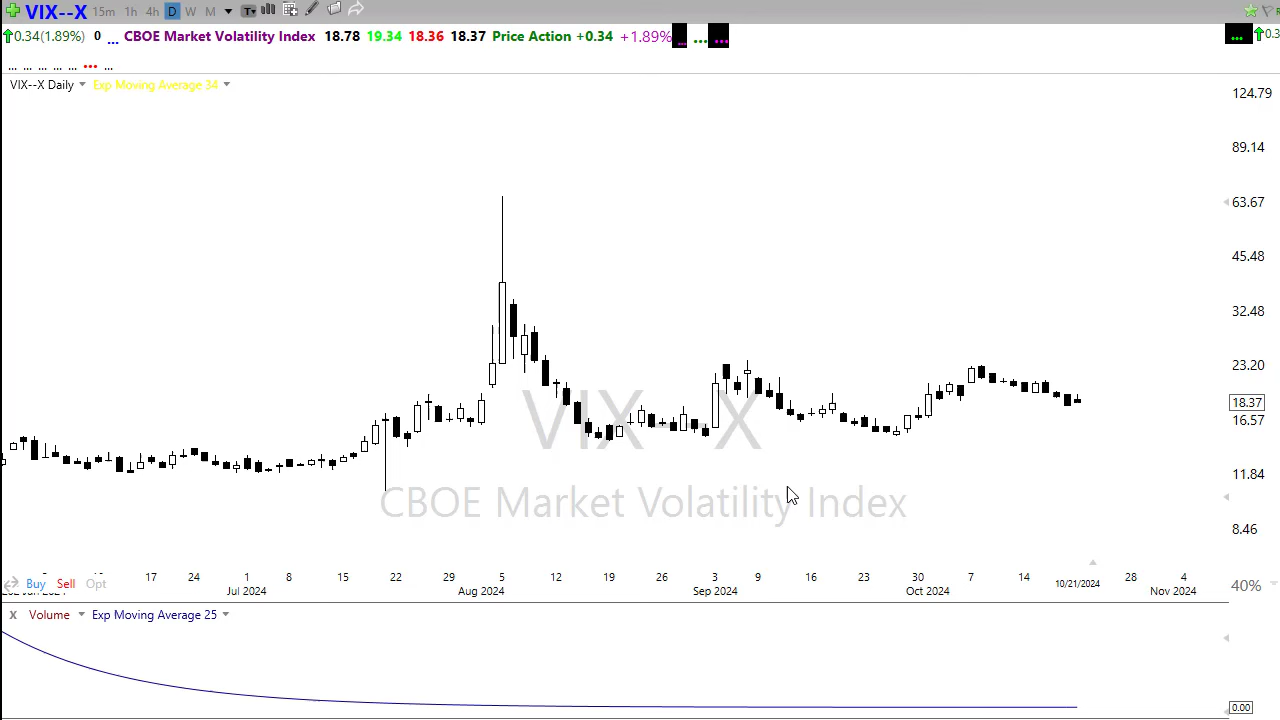 VIX--X 15m 1h 4h D W M T
0.34(1.89%) 0 ... CBOE Market Volatility Index 18.78 19.34 18.36 18.37 Price Action +0.34 +1.89% ... ... ... ... 0.3
... ... ... ... ... ... ...
VIX--X Daily Exp Moving Average 34
124.79
89.14
63.67
45.48
32.48
23.20
18.37
16.57
11.84
8.46
VIX--X
CBOE Market Volatility Index
17 24 1 8 15 22 29 5 12 19 26 3 9 16 23 30 7 14 10/21/2024 28 4
Buy Sell Opt 40%
Jul 2024 Aug 2024 Sep 2024 Oct 2024 Nov 2024
X Volume Exp Moving Average 25
0.00